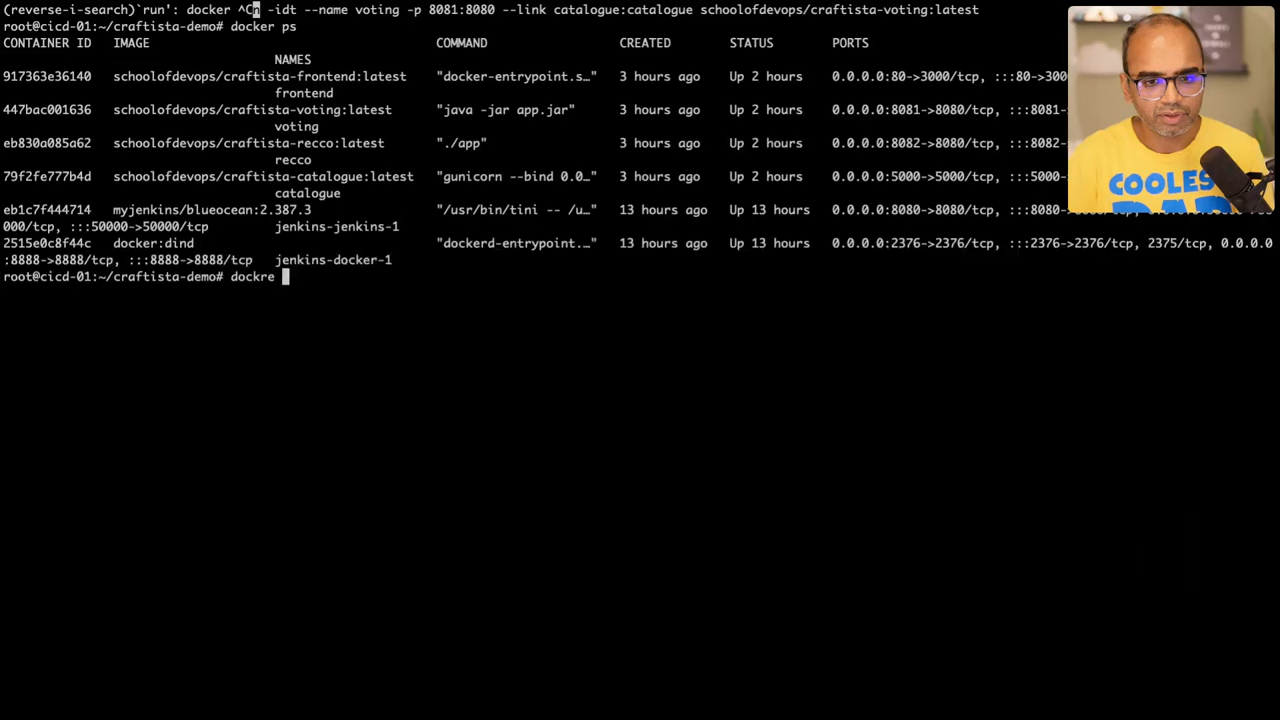 (reverse-i-search)`run': docker ^Cn -idt --name voting -p 8081:8080 --link catalogue:catalogue schoolofdevops/craftista-voting:latest
root@cicd-01:~/craftista-demo# docker ps
CONTAINER ID IMAGE COMMAND CREATED STATUS PORTS
NAMES
917363e36140 schoolofdevops/craftista-frontend:latest "docker-entrypoint.s…" 3 hours ago Up 2 hours 0.0.0.0:80->3000/tcp, :::80->300
frontend
447bac001636 schoolofdevops/craftista-voting:latest "java -jar app.jar" 3 hours ago Up 2 hours 0.0.0.0:8081->8080/tcp, :::8081-
voting
eb830a085a62 schoolofdevops/craftista-recco:latest "./app" 3 hours ago Up 2 hours 0.0.0.0:8082->8080/tcp, :::8082-
recco
79f2fe777b4d schoolofdevops/craftista-catalogue:latest "gunicorn --bind 0.0…" 3 hours ago Up 2 hours 0.0.0.0:5000->5000/tcp, :::5000-
catalogue
eb1c7f444714 myjenkins/blueocean:2.387.3 "/usr/bin/tini -- /u…" 13 hours ago Up 13 hours 0.0.0.0:8080->8080/tcp, :::8080-
000/tcp, :::50000->50000/tcp jenkins-jenkins-1
2515e0c8f44c docker:dind "dockerd-entrypoint.…" 13 hours ago Up 13 hours 0.0.0.0:2376->2376/tcp, :::2376->2376/tcp, 2375/tcp, 0.0.0.0
:8888->8888/tcp, :::8888->8888/tcp jenkins-docker-1
root@cicd-01:~/craftista-demo# dockre
COOLES